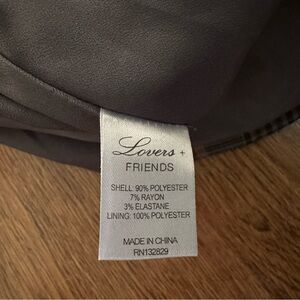 Lovers +
FRIENDS
SHELL: 90% POLYESTER
7% RAYON
3% ELASTANE
LINING: 100% POLYESTER
MADE IN CHINA
RN132829